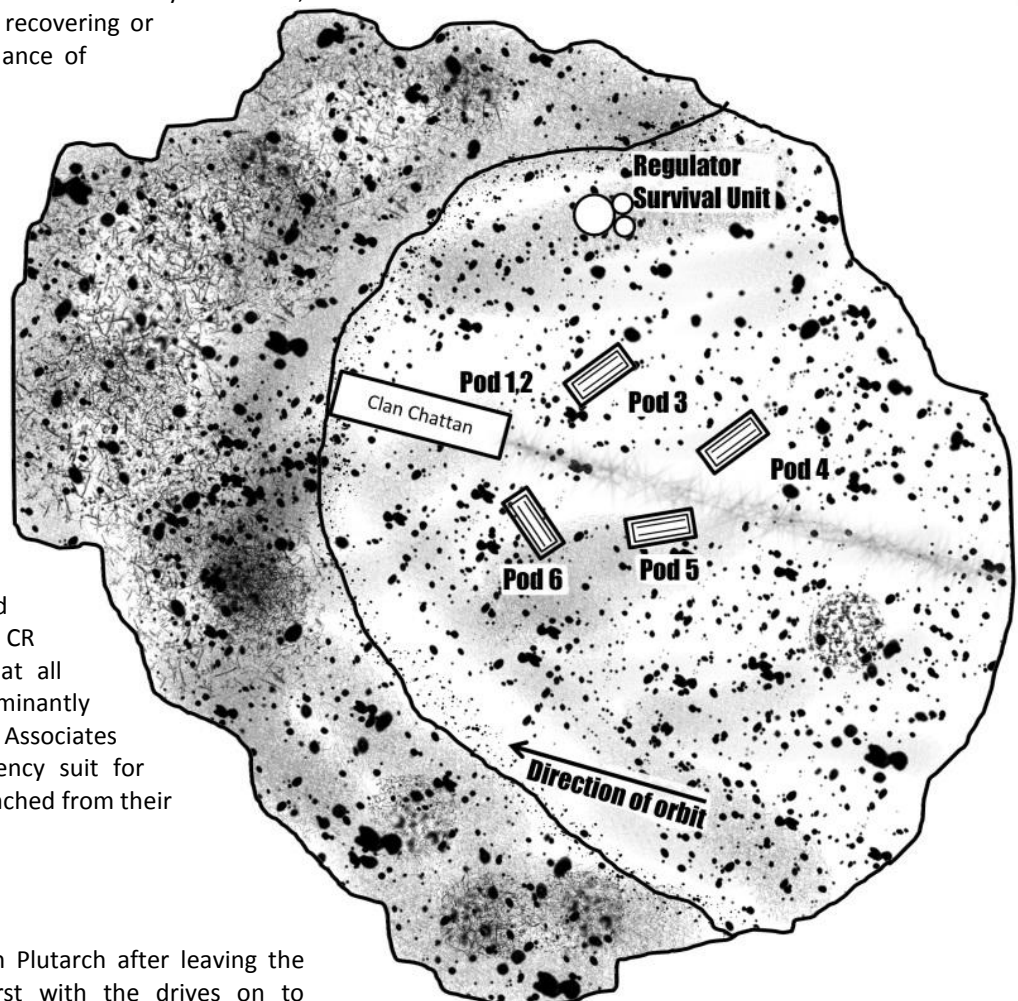 recovering or
ance of
Regulator
Survival Unit
Pod 1,2
Clan Chattan
Pod 3
Pod 4
Pod 6
Pod 5
CR
at all
minantly
Associates
ency suit for
ached from their
Direction of orbit
n Plutarch after leaving the
rst with the drives on to